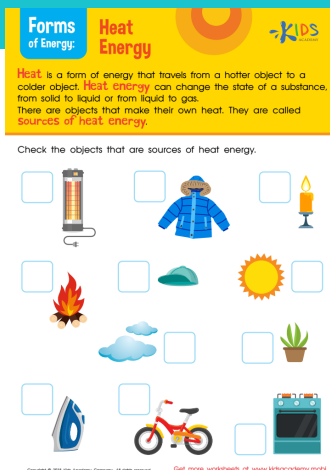 Forms
of Energy:
Heat
Energy
KIDS
ACADEMY
Heat is a form of energy that travels from a hotter object to a
colder object. Heat energy can change the state of a substance,
from solid to liquid or from liquid to gas.
There are objects that make their own heat. They are called
sources of heat energy.
Check the objects that are sources of heat energy.
Get more worksheets at www.kidsacademy.mobi